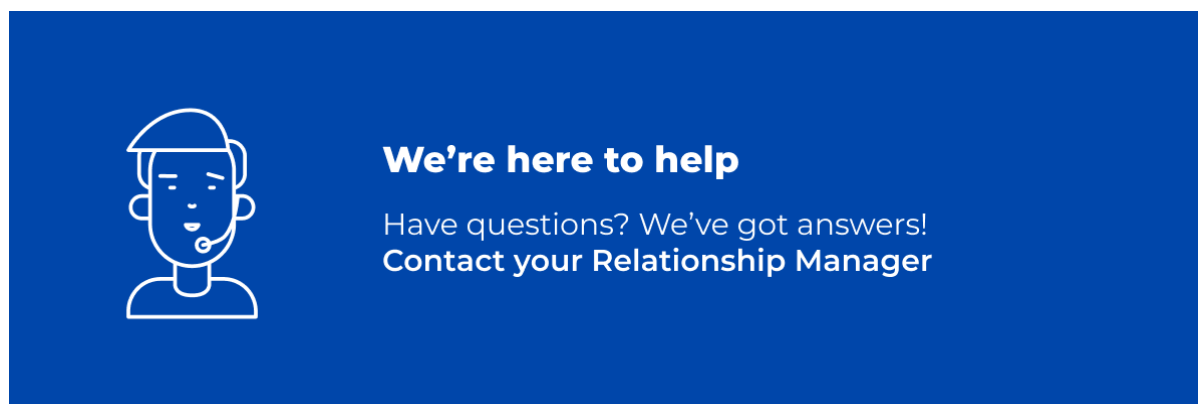 We’re here to help
Have questions? We’ve got answers!
Contact your Relationship Manager